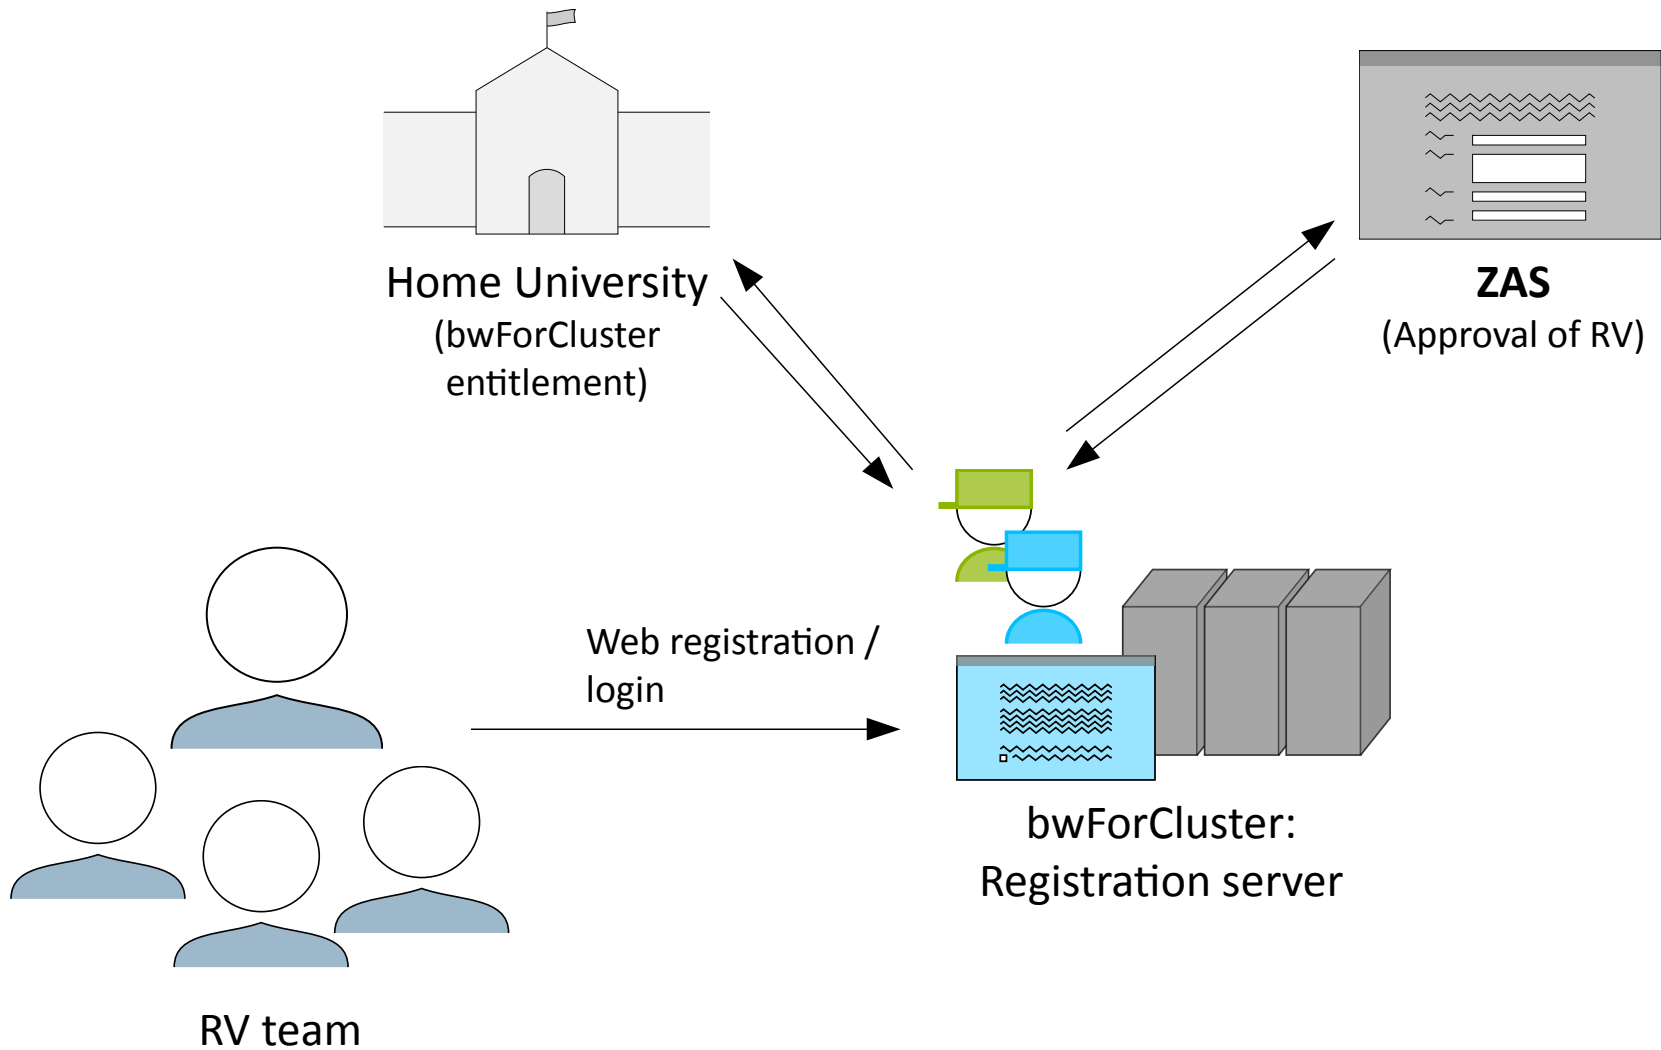 Home University
(bwForCluster
entitlement)
ZAS
(Approval of RV)
Web registration /
login
bwForCluster:
Registration server
RV team